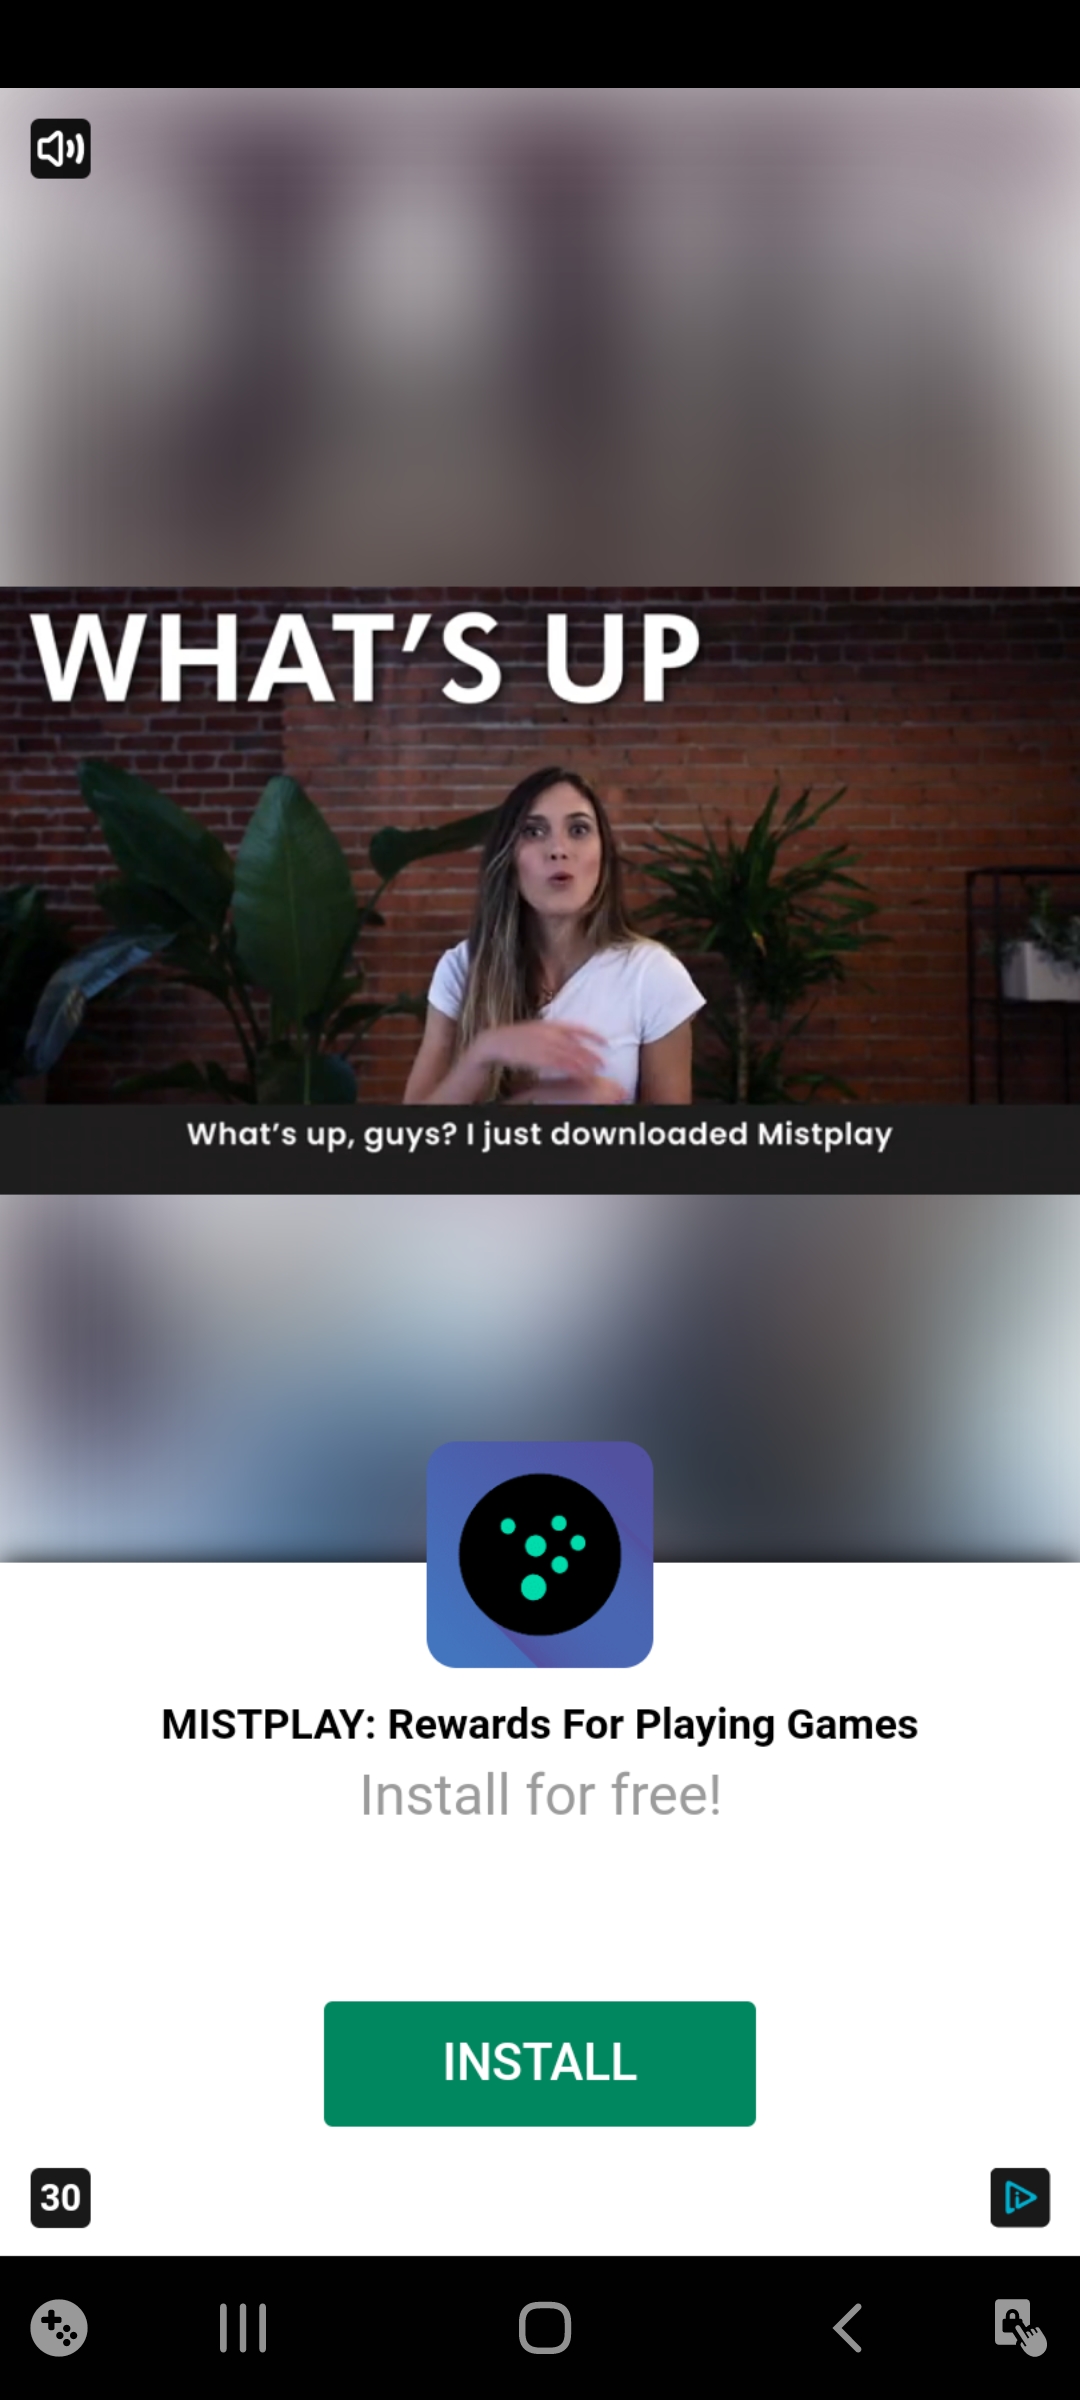 WHAT'S UP
What's up, guys? I just downloaded Mistplay
MISTPLAY: Rewards For Playing Games
Install for free!
INSTALL
30